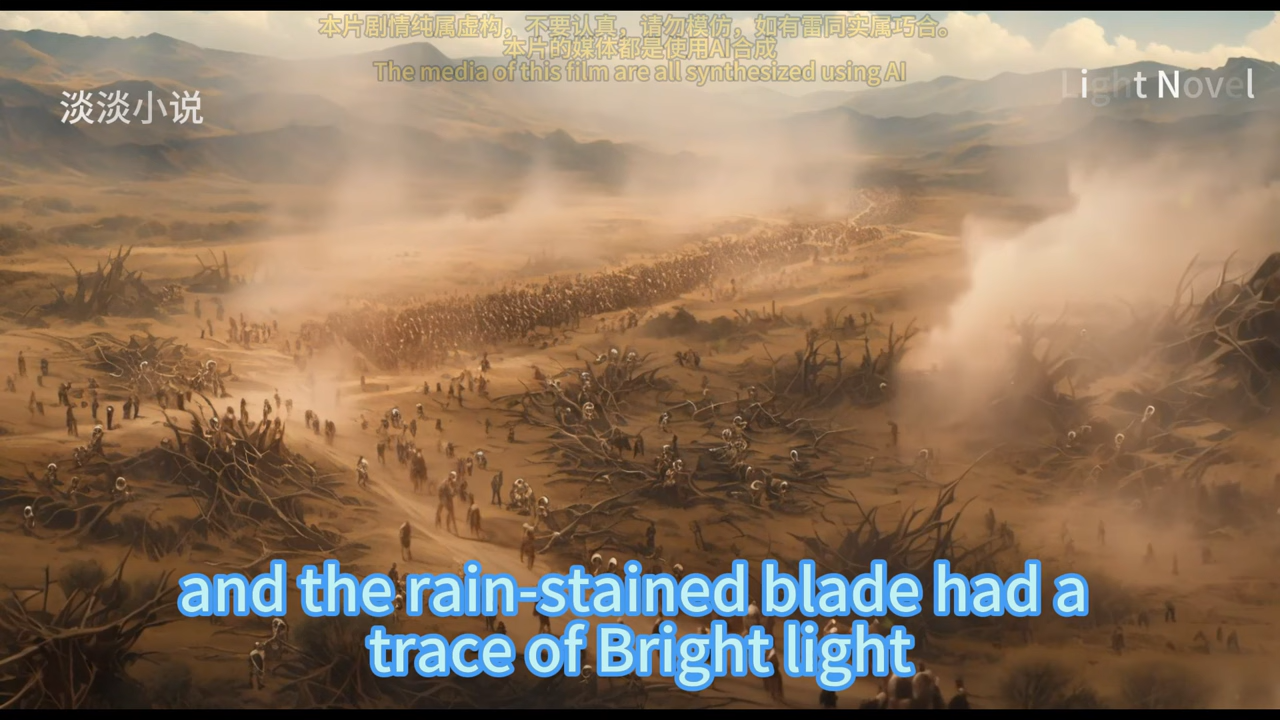 本片剧情纯属虚构，不要认真，请勿模仿，如有雷同实属巧合。
本片的媒体都是使用AI合成
The media of this film are all synthesized using AI
淡淡小说
Light Novel
and the rain-stained blade had a
trace of Bright light